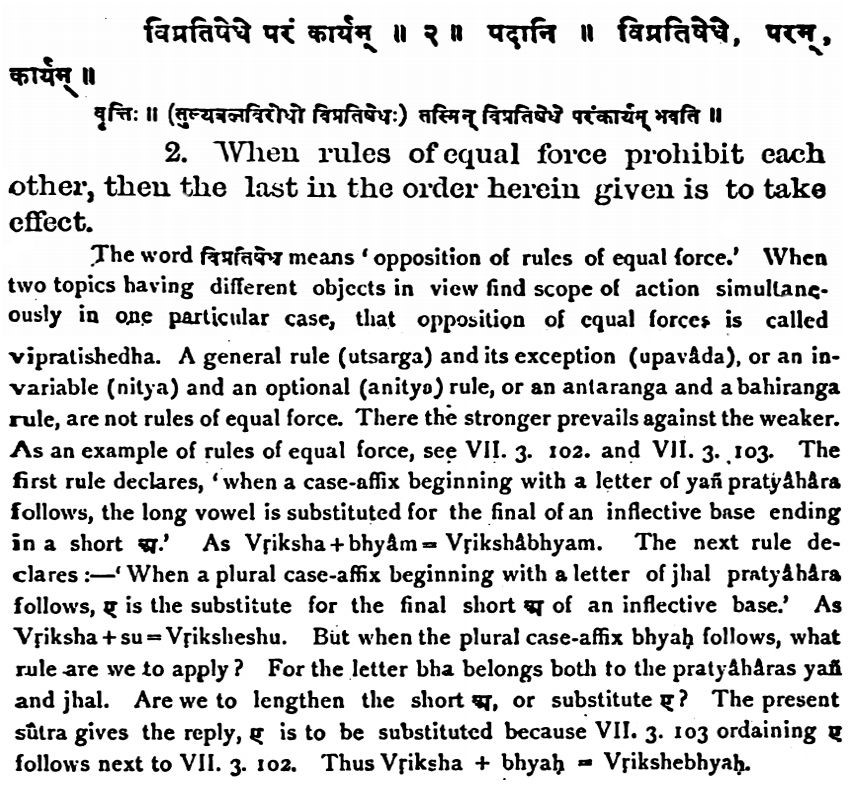 विप्रतिषेधे परं कार्यम् ॥ २ ॥ पदानि ॥ विप्रतिषेधे, परम्,
कार्यम् ॥
वृत्तिः ॥ (तुल्यबलविरोधो विप्रतिषेधः) तस्मिन् विप्रतिषेधे परंकार्यम् भवति ॥
2. When rules of equal force prohibit each
other, then the last in the order herein given is to take
effect.
The word विप्रतिषेध means ‘opposition of rules of equal force.’ When
two topics having different objects in view find scope of action simultane-
ously in one particular case, that opposition of equal forces is called
vipratishedha. A general rule (utsarga) and its exception (upavâda), or an in-
variable (nitya) and an optional (anitya) rule, or an antaranga and a bahiranga
rule, are not rules of equal force. There the stronger prevails against the weaker.
As an example of rules of equal force, see VII. 3. 102. and VII. 3. 103. The
first rule declares, ‘when a case-affix beginning with a letter of yañ pratyâhâra
follows, the long vowel is substituted for the final of an inflective base ending
in a short अ.’ As Vṛiksha+bhyâm=Vṛikshâbhyam. The next rule de-
clares :—‘When a plural case-affix beginning with a letter of jhal pratyâhâra
follows, ए is the substitute for the final short अ of an inflective base.’ As
Vṛiksha+su=Vṛiksheshu. But when the plural case-affix bhyaḥ follows, what
rule are we to apply? For the letter bha belongs both to the pratyâhâras yañ
and jhal. Are we to lengthen the short अ, or substitute ए? The present
sûtra gives the reply, ए is to be substituted because VII. 3. 103 ordaining ए
follows next to VII. 3. 102. Thus Vṛiksha + bhyaḥ = Vṛikshebhyaḥ.